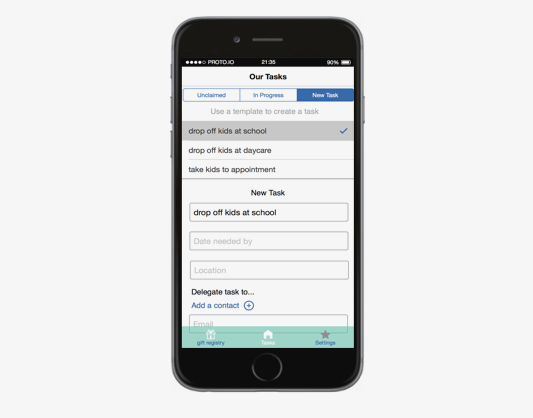 PROTO.IO 21:35 90%
Our Tasks
Unclaimed In Progress New Task
Use a template to create a task
drop off kids at school
drop off kids at daycare
take kids to appointment
New Task
drop off kids at school
Date needed by
Location
Delegate task to...
Add a contact
Email
gift registry Tasks Settings